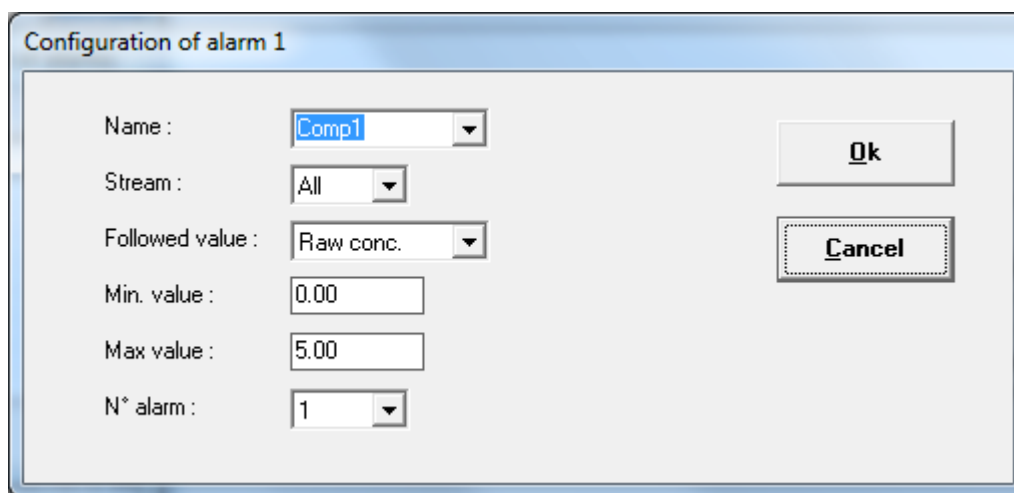 Configuration of alarm 1
Name : Comp1
Ok
Stream : All
Followed value : Raw conc.
Cancel
Min. value : 0.00
Max value : 5.00
N° alarm : 1